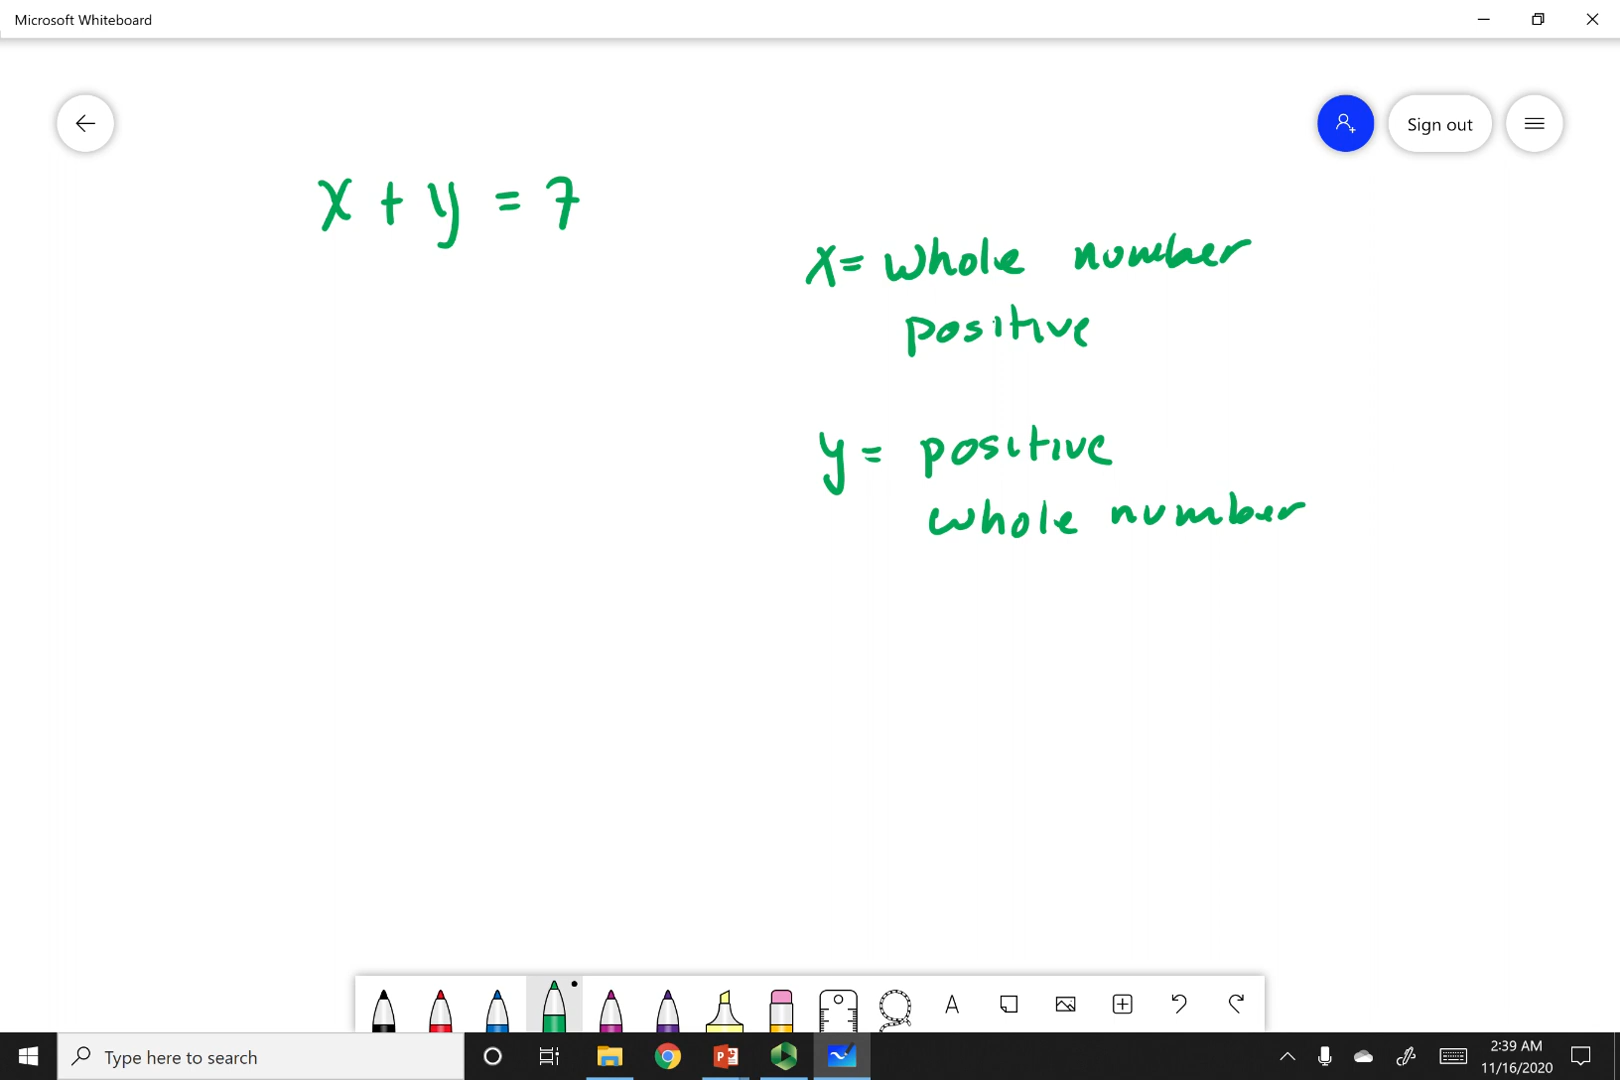 Microsoft Whiteboard
Sign out
x + y = 7
x = whole number
positive
y = positive
whole number
A
Type here to search
2:39 AM
11/16/2020